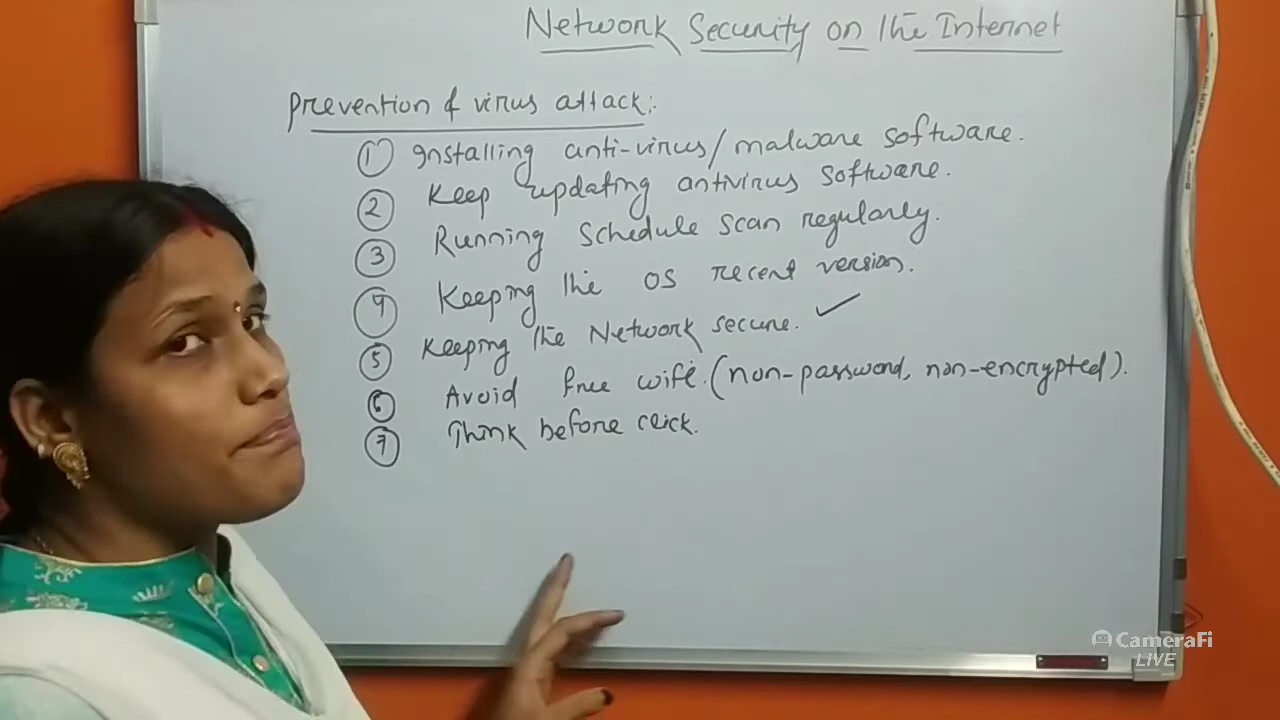 Network Security on the Internet
Prevention of virus attack:
① Installing anti-virus/malware software.
② Keep updating antivirus software.
③ Running Schedule scan regularly.
④ Keeping the OS recent version.
⑤ Keeping the Network secure. ✓
⑥ Avoid free wifi. (non-password, non-encrypted).
⑦ Think before click.
CameraFi
LIVE